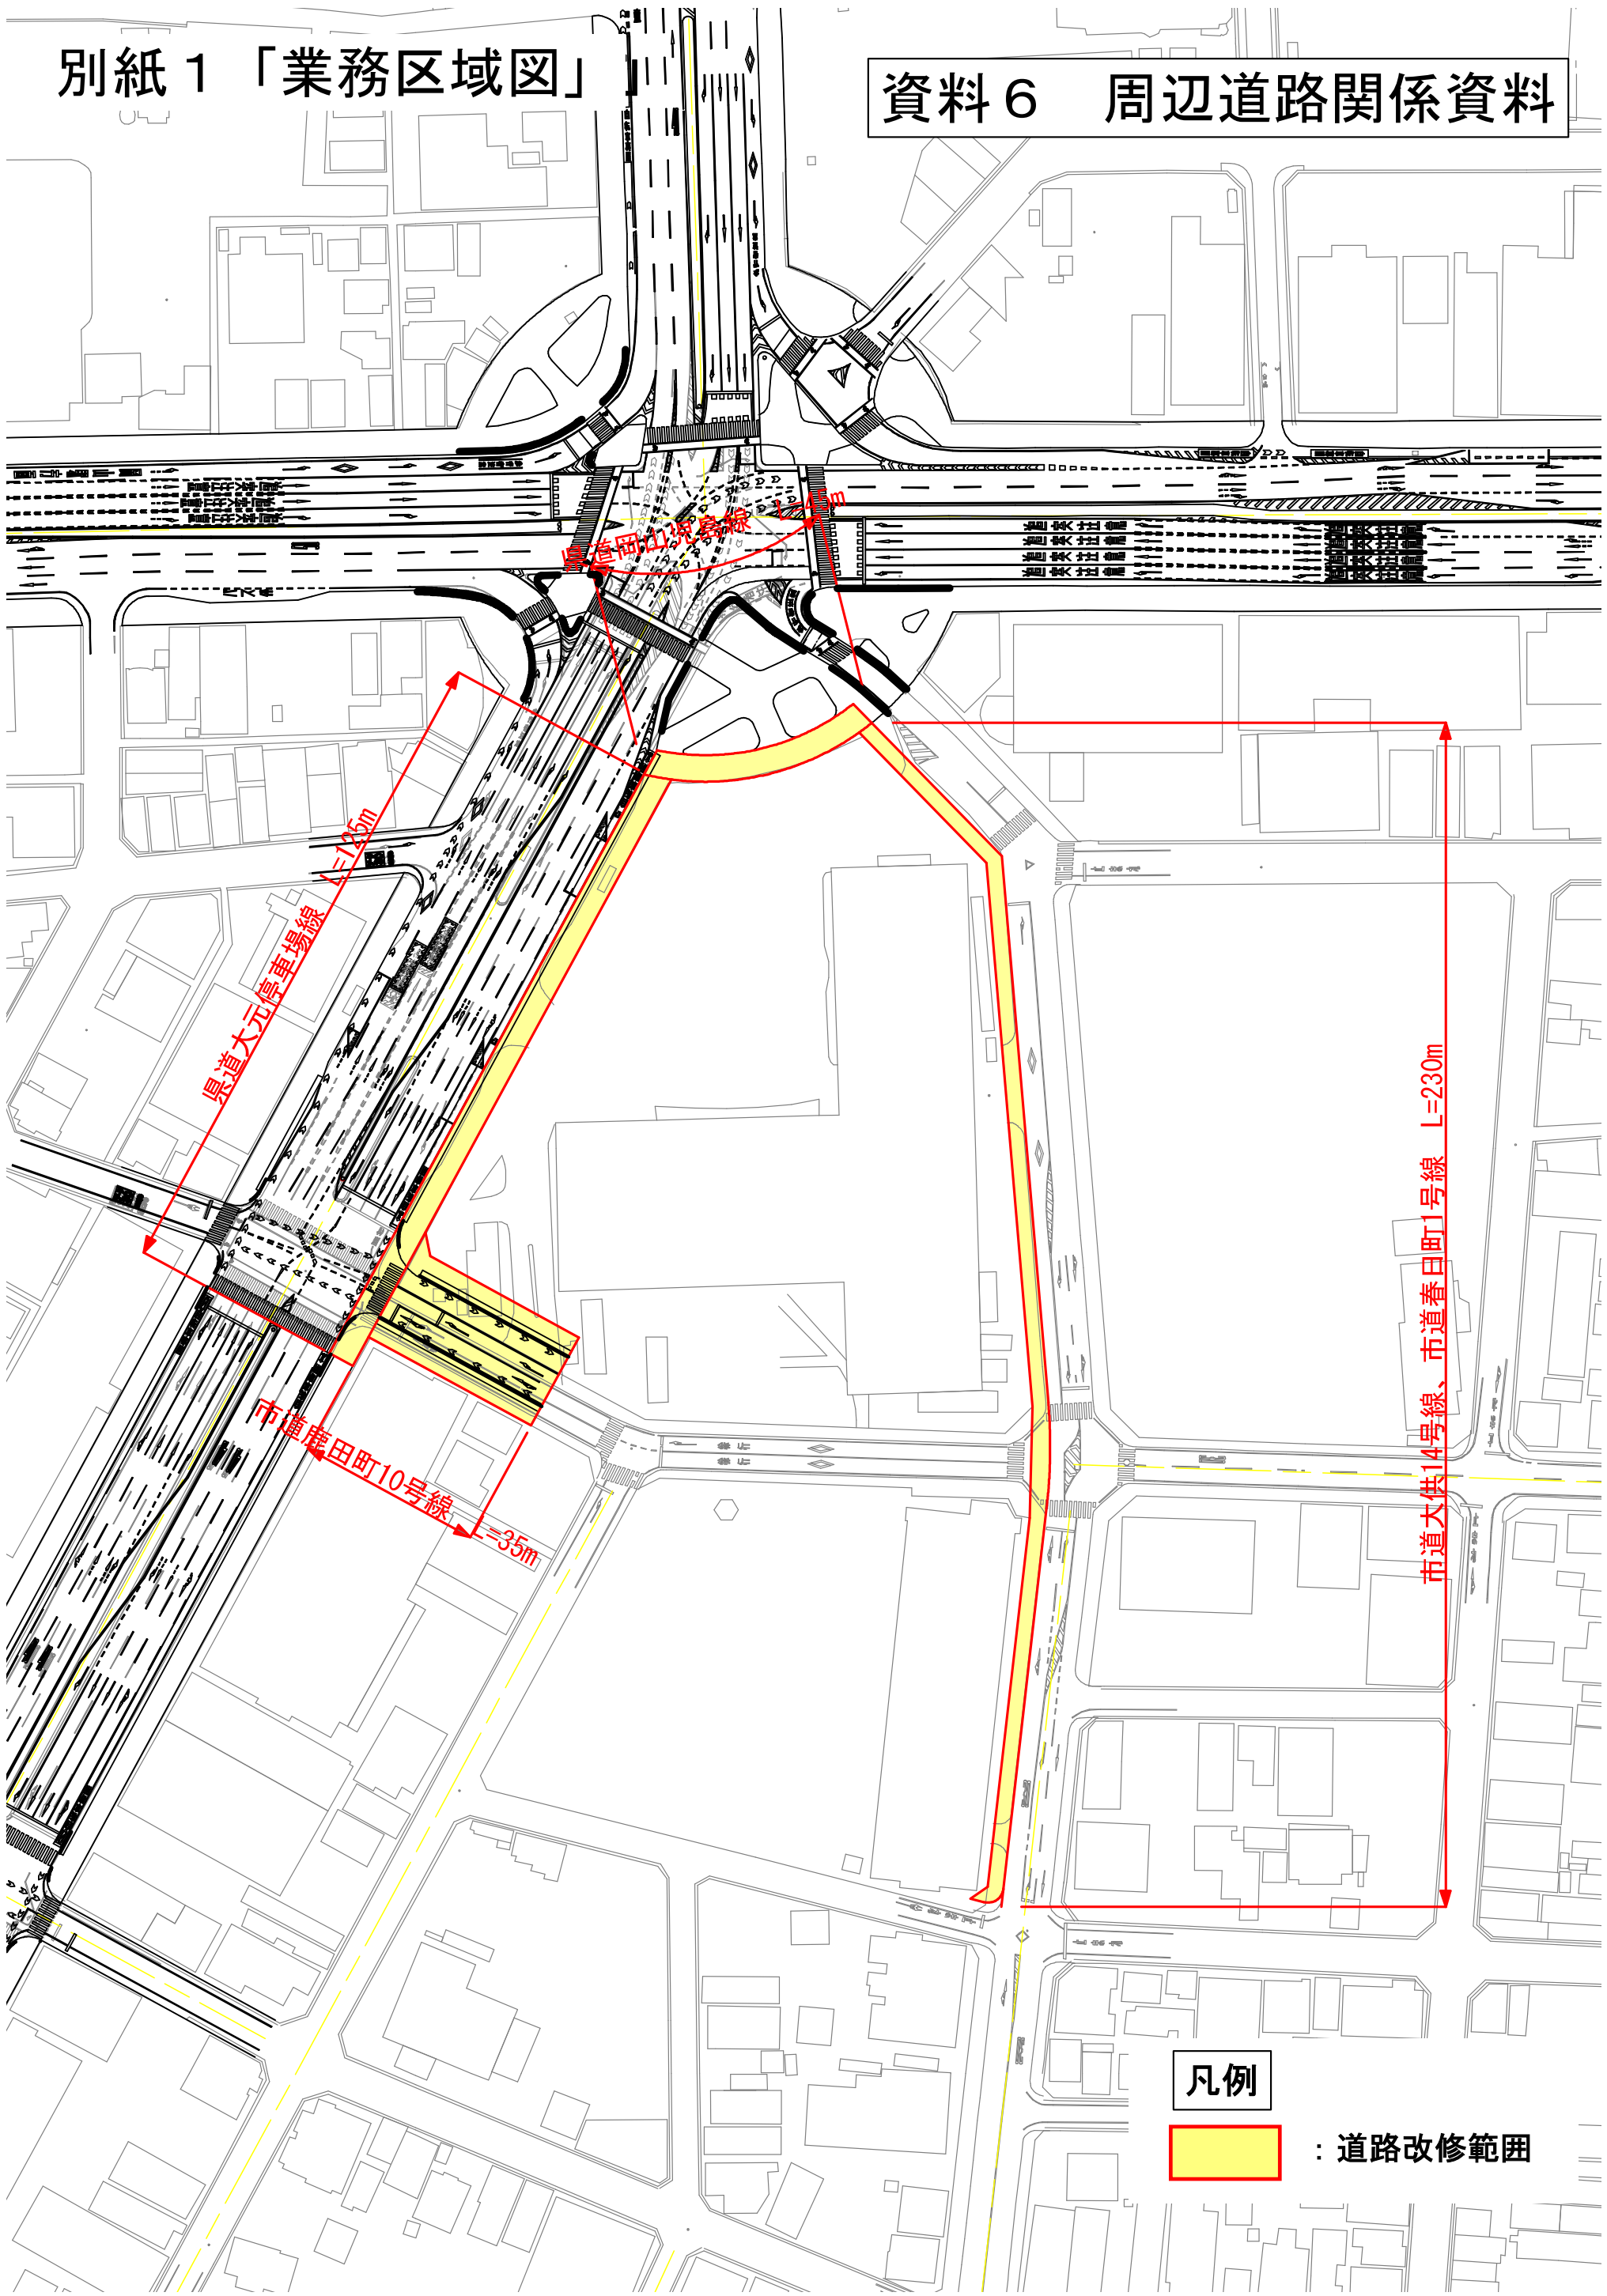 別紙1「業務区域図」
資料6　周辺道路関係資料
県道岡山児島線　L=45m
県道大元停車場線　L=125m
市道鹿田町10号線　L=35m
市道大供14号線、市道春日町1号線　L=230m
凡例
：道路改修範囲